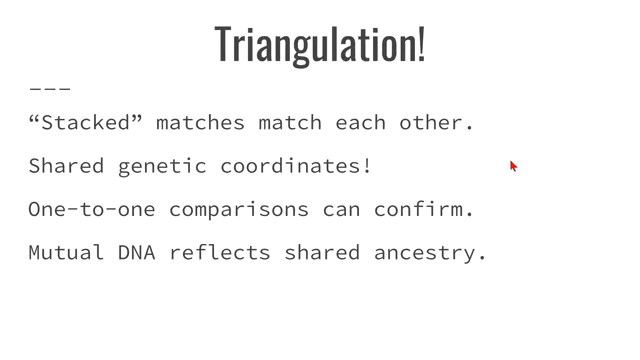 Triangulation!
___
“Stacked” matches match each other.
Shared genetic coordinates!
One-to-one comparisons can confirm.
Mutual DNA reflects shared ancestry.